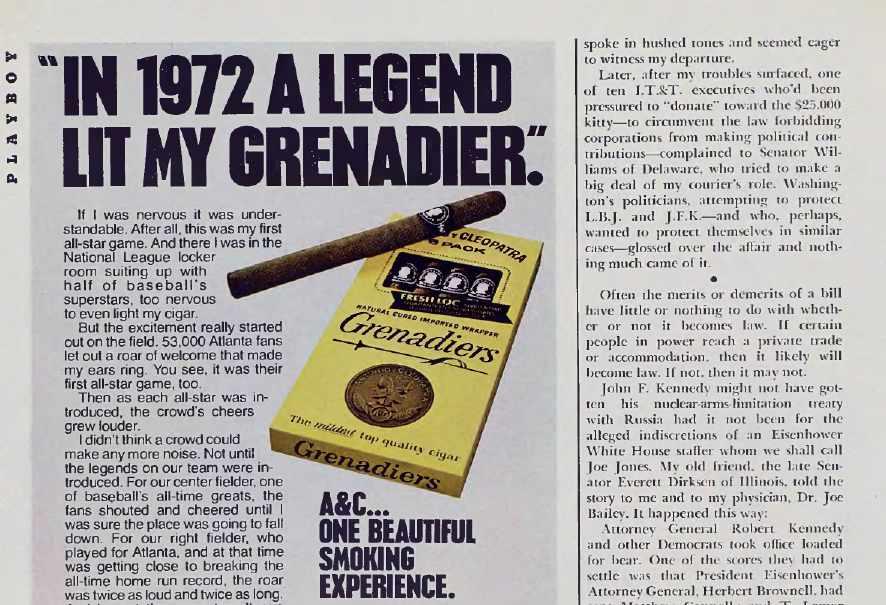 PLAYBOY
"IN 1972 A LEGEND
LIT MY GRENADIER."
If I was nervous it was under-
standable. After all, this was my first
all-star game. And there I was in the
National League locker
room suiting up with
half of baseball's
superstars, too nervous
to even light my cigar.
But the excitement really started
out on the field. 53,000 Atlanta fans
let out a roar of welcome that made
my ears ring. You see, it was their
first all-star game, too.
Then as each all-star was in-
troduced, the crowd's cheers
grew louder.
I didn't think a crowd could
make any more noise. Not until
the legends on our team were in-
troduced. For our center fielder, one
of baseball's all-time greats, the
fans shouted and cheered until I
was sure the place was going to fall
down. For our right fielder, who
played for Atlanta, and at that time
was getting close to breaking the
all-time home run record, the roar
was twice as loud and twice as long.
CLEOPATRA
5 PACK
FRESH LOC
NATURAL CURED IMPORTED WRAPPER
Grenadiers
The mildest top quality cigar
Grenadiers
A&C...
ONE BEAUTIFUL
SMOKING
EXPERIENCE.
spoke in hushed tones and seemed eager
to witness my departure.
Later, after my troubles surfaced, one
of ten I.T.&T. executives who'd been
pressured to "donate" toward the $25,000
kitty—to circumvent the law forbidding
corporations from making political con-
tributions—complained to Senator Wil-
liams of Delaware, who tried to make a
big deal of my courier's role. Washing-
ton's politicians, attempting to protect
L.B.J. and J.F.K.—and who, perhaps,
wanted to protect themselves in similar
cases—glossed over the affair and noth-
ing much came of it.
•
Often the merits or demerits of a bill
have little or nothing to do with wheth-
er or not it becomes law. If certain
people in power reach a private trade
or accommodation, then it likely will
become law. If not, then it may not.
John F. Kennedy might not have got-
ten his nuclear-arms-limitation treaty
with Russia had it not been for the
alleged indiscretions of an Eisenhower
White House staffer whom we shall call
Joe Jones. My old friend, the late Sen-
ator Everett Dirksen of Illinois, told the
story to me and to my physician, Dr. Joe
Bailey. It happened this way:
Attorney General Robert Kennedy
and other Democrats took office loaded
for bear. One of the scores they had to
settle was that President Eisenhower's
Attorney General, Herbert Brownell, had